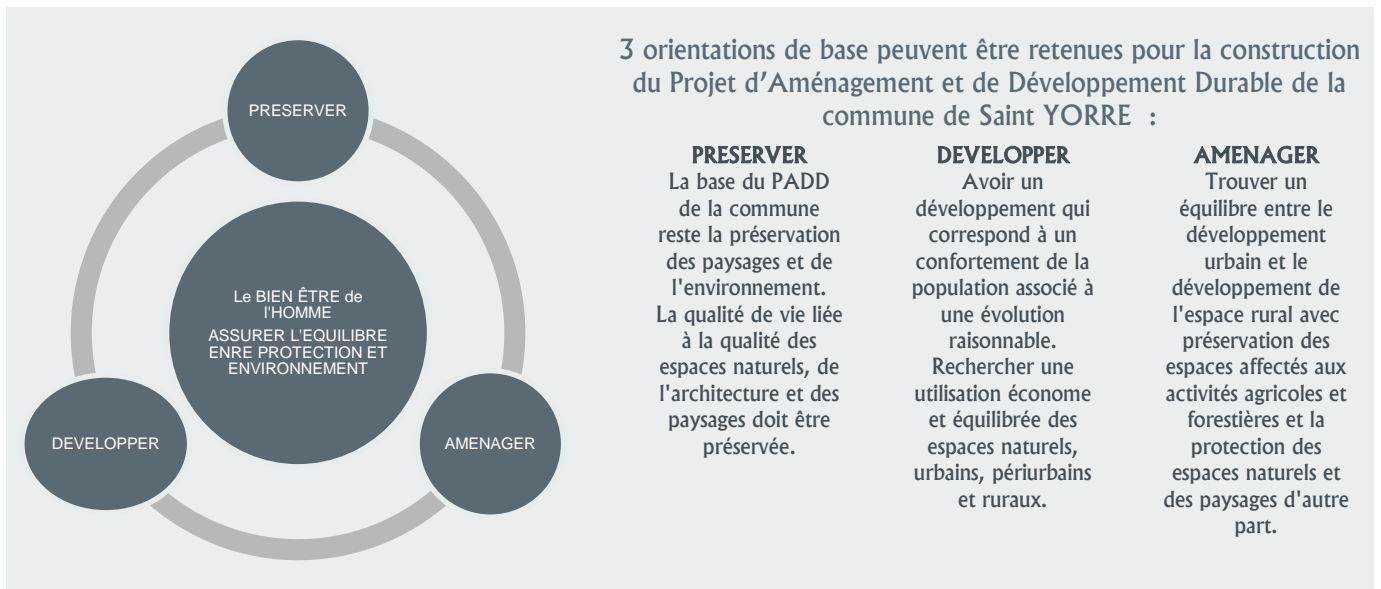 PRESERVER
Le BIEN ÊTRE de
l'HOMME
ASSURER L'EQUILIBRE
ENRE PROTECTION ET
ENVIRONNEMENT
DEVELOPPER
AMENAGER
3 orientations de base peuvent être retenues pour la construction
du Projet d'Aménagement et de Développement Durable de la
commune de Saint YORRE :
PRESERVER
La base du PADD
de la commune
reste la préservation
des paysages et de
l'environnement.
La qualité de vie liée
à la qualité des
espaces naturels, de
l'architecture et des
paysages doit être
préservée.
DEVELOPPER
Avoir un
développement qui
correspond à un
confortement de la
population associé à
une évolution
raisonnable.
Rechercher une
utilisation économe
et équilibrée des
espaces naturels,
urbains, périurbains
et ruraux.
AMENAGER
Trouver un
équilibre entre le
développement
urbain et le
développement de
l'espace rural avec
préservation des
espaces affectés aux
activités agricoles et
forestières et la
protection des
espaces naturels et
des paysages d'autre
part.